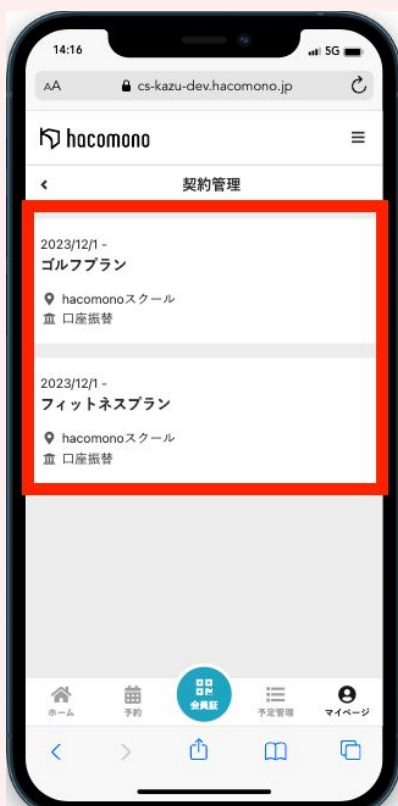 14:16
5G
AA
cs-kazu-dev.hacomono.jp
hacomono
契約管理
2023/12/1 -
ゴルフプラン
hacomonoスクール
口座振替
2023/12/1 -
フィットネスプラン
hacomonoスクール
口座振替
ホーム
予約
会員証
予定管理
マイページ